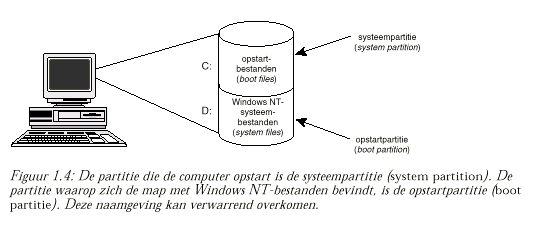 systeempartitie
(system partition)
C:
opstart-
bestanden
(boot files)
D:
Windows NT-
systeem-
bestanden
(system files)
opstartpartitie
(boot partition)
Figuur 1.4: De partitie die de computer opstart is de systeempartitie (system partition). De
partitie waarop zich de map met Windows NT-bestanden bevindt, is de opstartpartitie (boot
partitie). Deze naamgeving kan verwarrend overkomen.